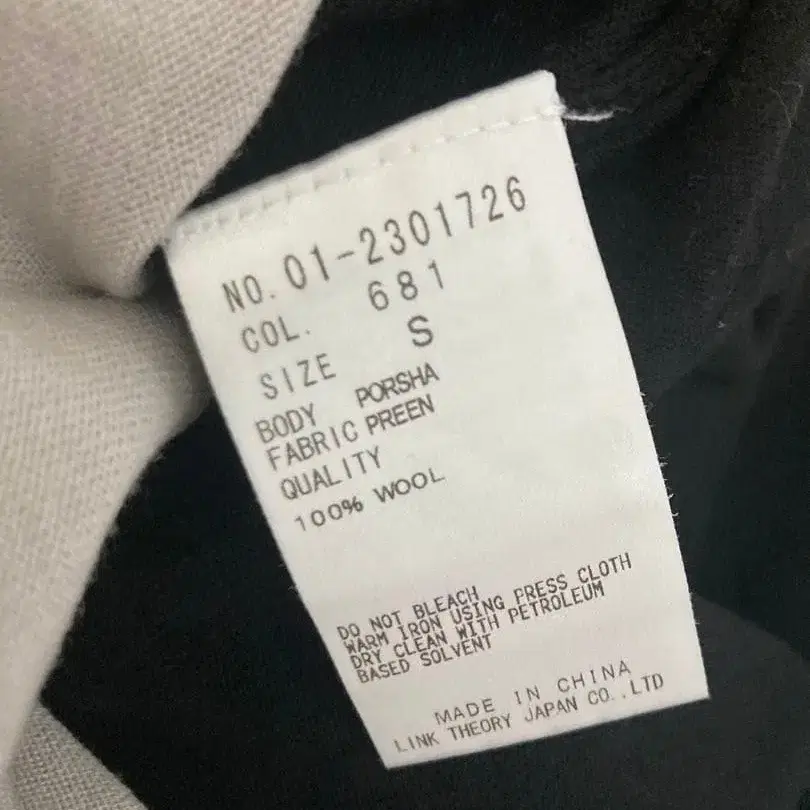 NO. 01-2301726
COL. 681
SIZE S
BODY PORSHA
FABRIC PREEN
QUALITY
100% WOOL
DO NOT BLEACH
WARM IRON USING PRESS CLOTH
DRY CLEAN WITH PETROLEUM
BASED SOLVENT
MADE IN CHINA
LINK THEORY JAPAN CO.,LTD